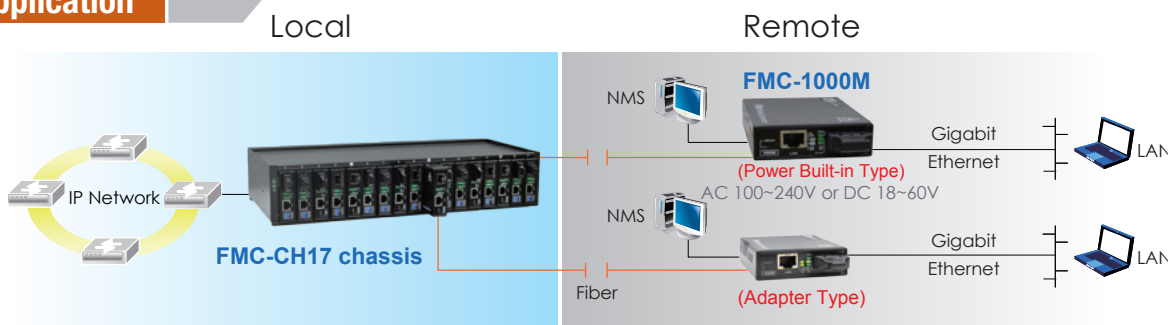 pplication
Local
Remote
NMS
FMC-1000M
Gigabit
Ethernet
LAN
(Power Built-in Type)
AC 100~240V or DC 18~60V
IP Network
FMC-CH17 chassis
NMS
Gigabit
Ethernet
LAN
Fiber
(Adapter Type)